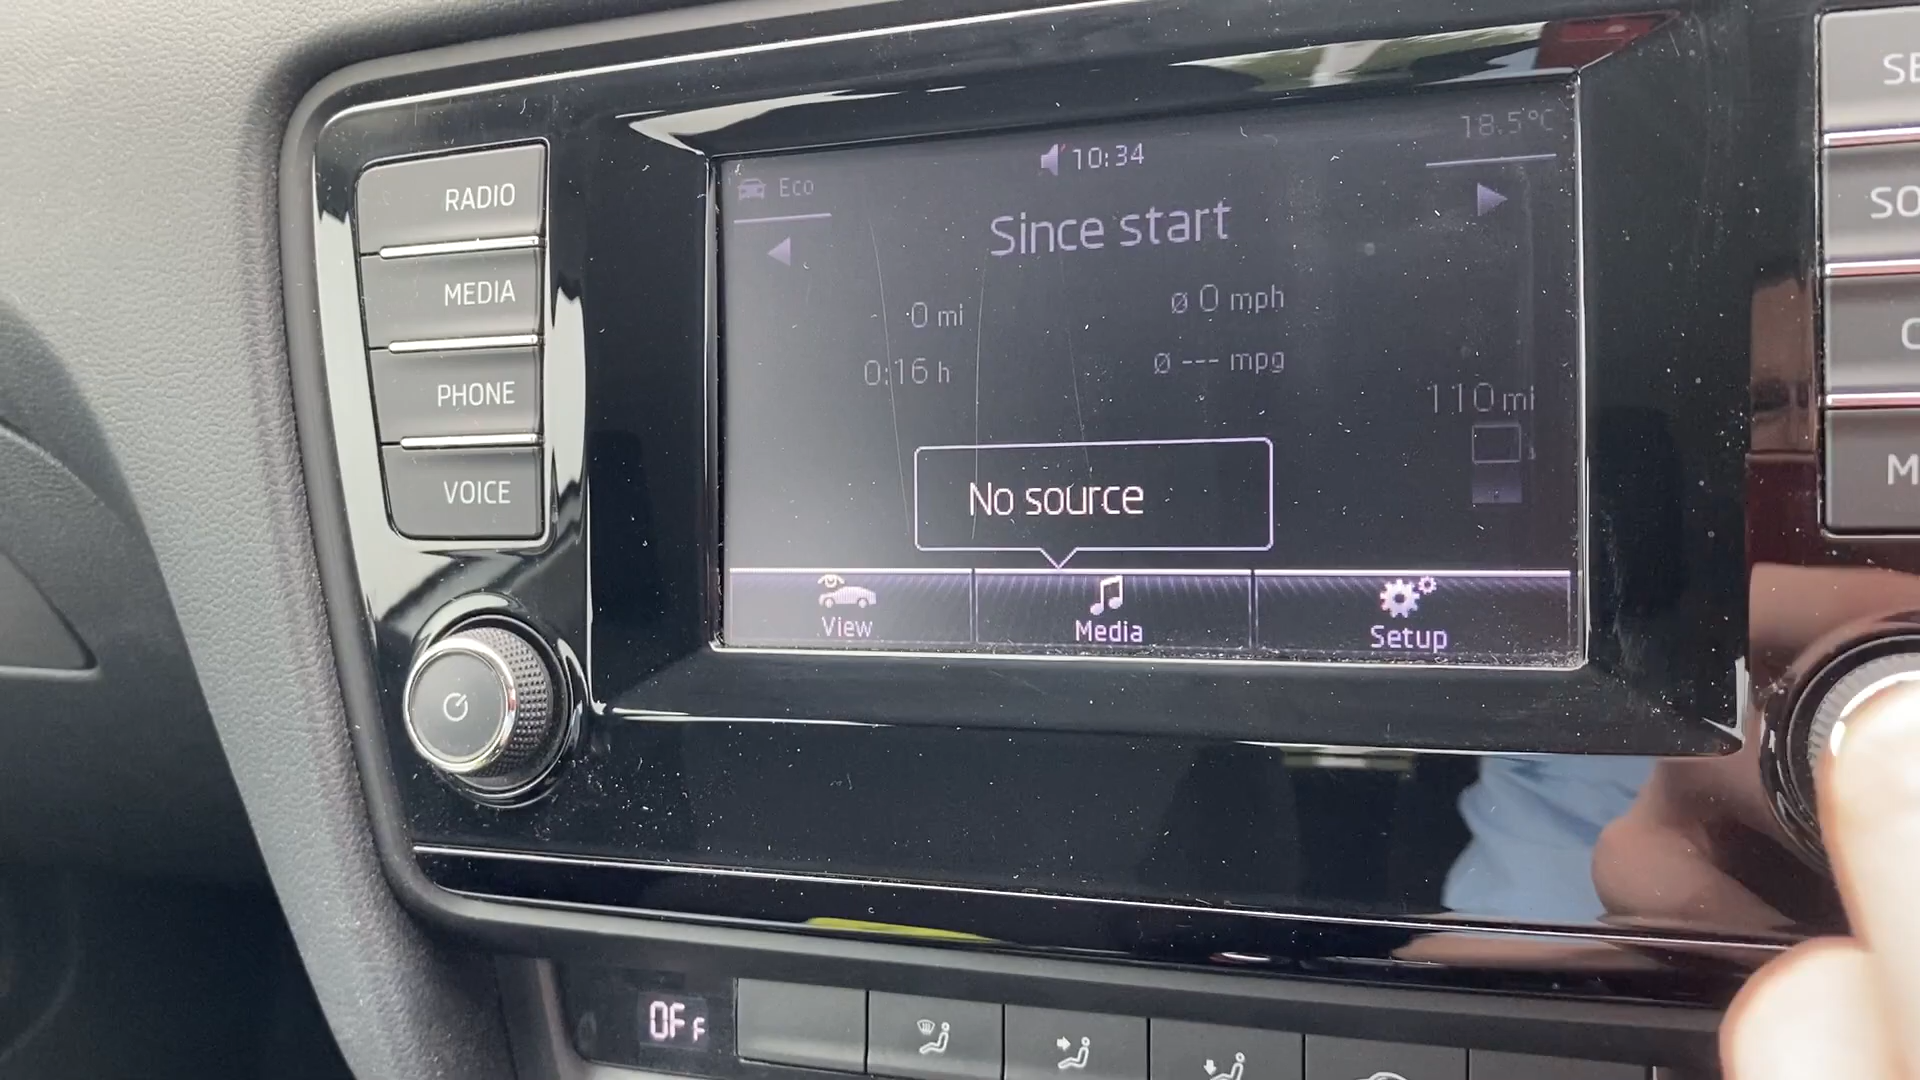 RADIO
MEDIA
PHONE
VOICE
Eco
10:34
18.5°C
Since start
0 mi
ø 0 mph
0:16 h
ø --- mpg
110 mi
No source
View
Media
Setup
OFF